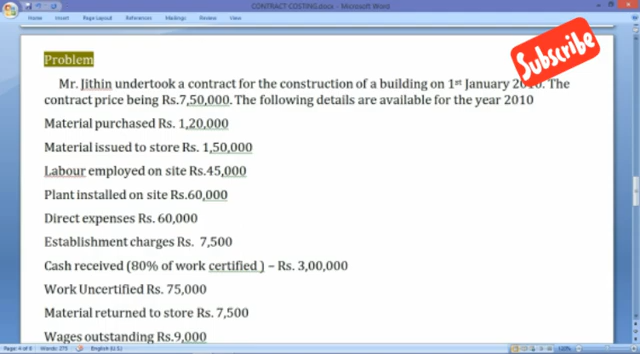 CONTRACT COSTING.docx - Microsoft Word
Home Insert Page Layout References Mailings Review View
Subscribe
Problem
Mr. Jithin undertook a contract for the construction of a building on 1st January 2010. The
contract price being Rs.7,50,000. The following details are available for the year 2010
Material purchased Rs. 1,20,000
Material issued to store Rs. 1,50,000
Labour employed on site Rs.45,000
Plant installed on site Rs.60,000
Direct expenses Rs. 60,000
Establishment charges Rs. 7,500
Cash received (80% of work certified ) – Rs. 3,00,000
Work Uncertified Rs. 75,000
Material returned to store Rs. 7,500
Wages outstanding Rs.9,000
Words: 275 English (U.S.)